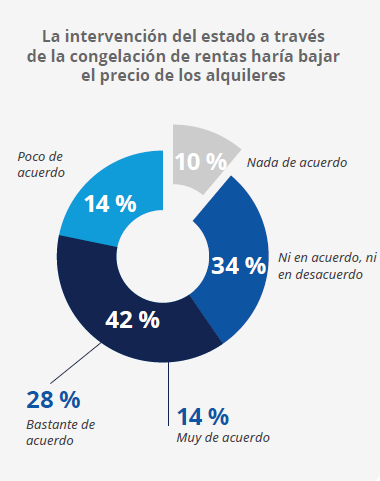 La intervención del estado a través
de la congelación de rentas haría bajar
el precio de los alquileres
Poco de
acuerdo
10 %
Nada de acuerdo
14 %
34 %
Ni en acuerdo, ni
en desacuerdo
42 %
28 %
Bastante de
acuerdo
14 %
Muy de acuerdo